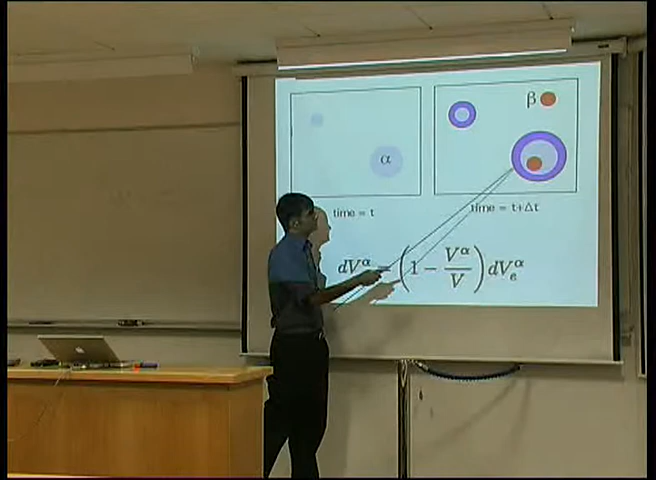 β
α
time = t
time = t+Δt
dV^α = (1 − V^α/V) dV_e^α